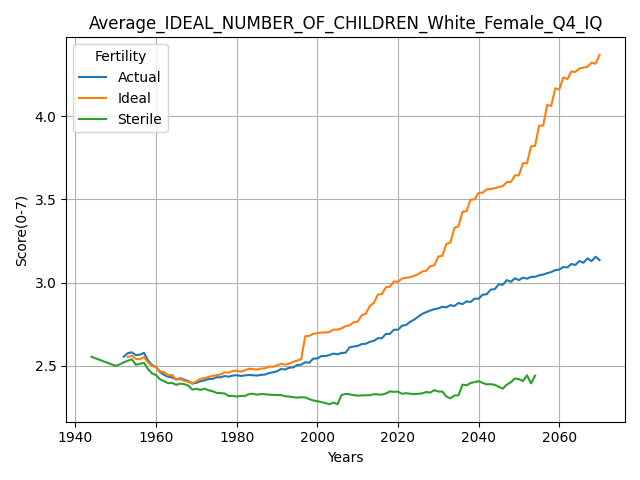 Average_IDEAL_NUMBER_OF_CHILDREN_White_Female_Q4_IQ
Fertility
Actual
Ideal
Sterile
Score(0-7)
4.0
3.5
3.0
2.5
1940 1960 1980 2000 2020 2040 2060
Years